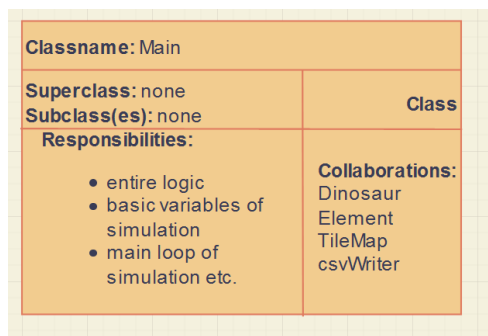 Classname: Main
Superclass: none
Subclass(es): none
Class
Responsibilities:
• entire logic
• basic variables of
simulation
• main loop of
simulation etc.
Collaborations:
Dinosaur
Element
TileMap
csvWriter